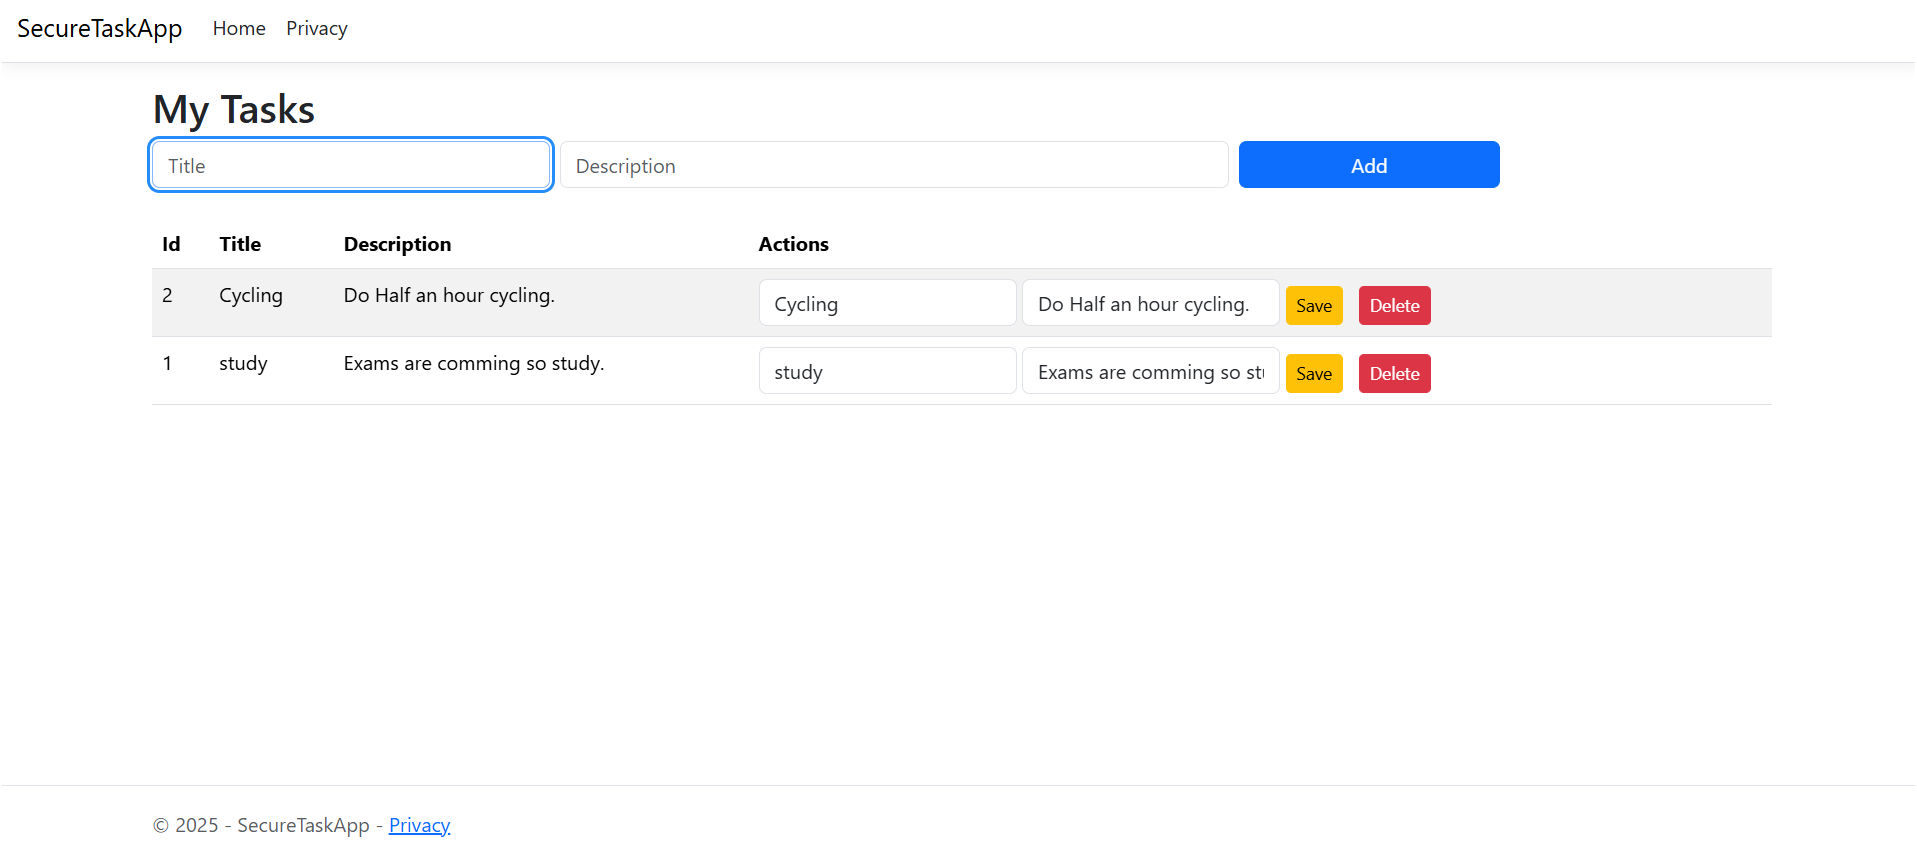 SecureTaskApp Home Privacy
My Tasks
Title Description Add
Id Title Description Actions
2 Cycling Do Half an hour cycling. Cycling Do Half an hour cycling. Save Delete
1 study Exams are comming so study. study Exams are comming so stu Save Delete
© 2025 - SecureTaskApp - Privacy